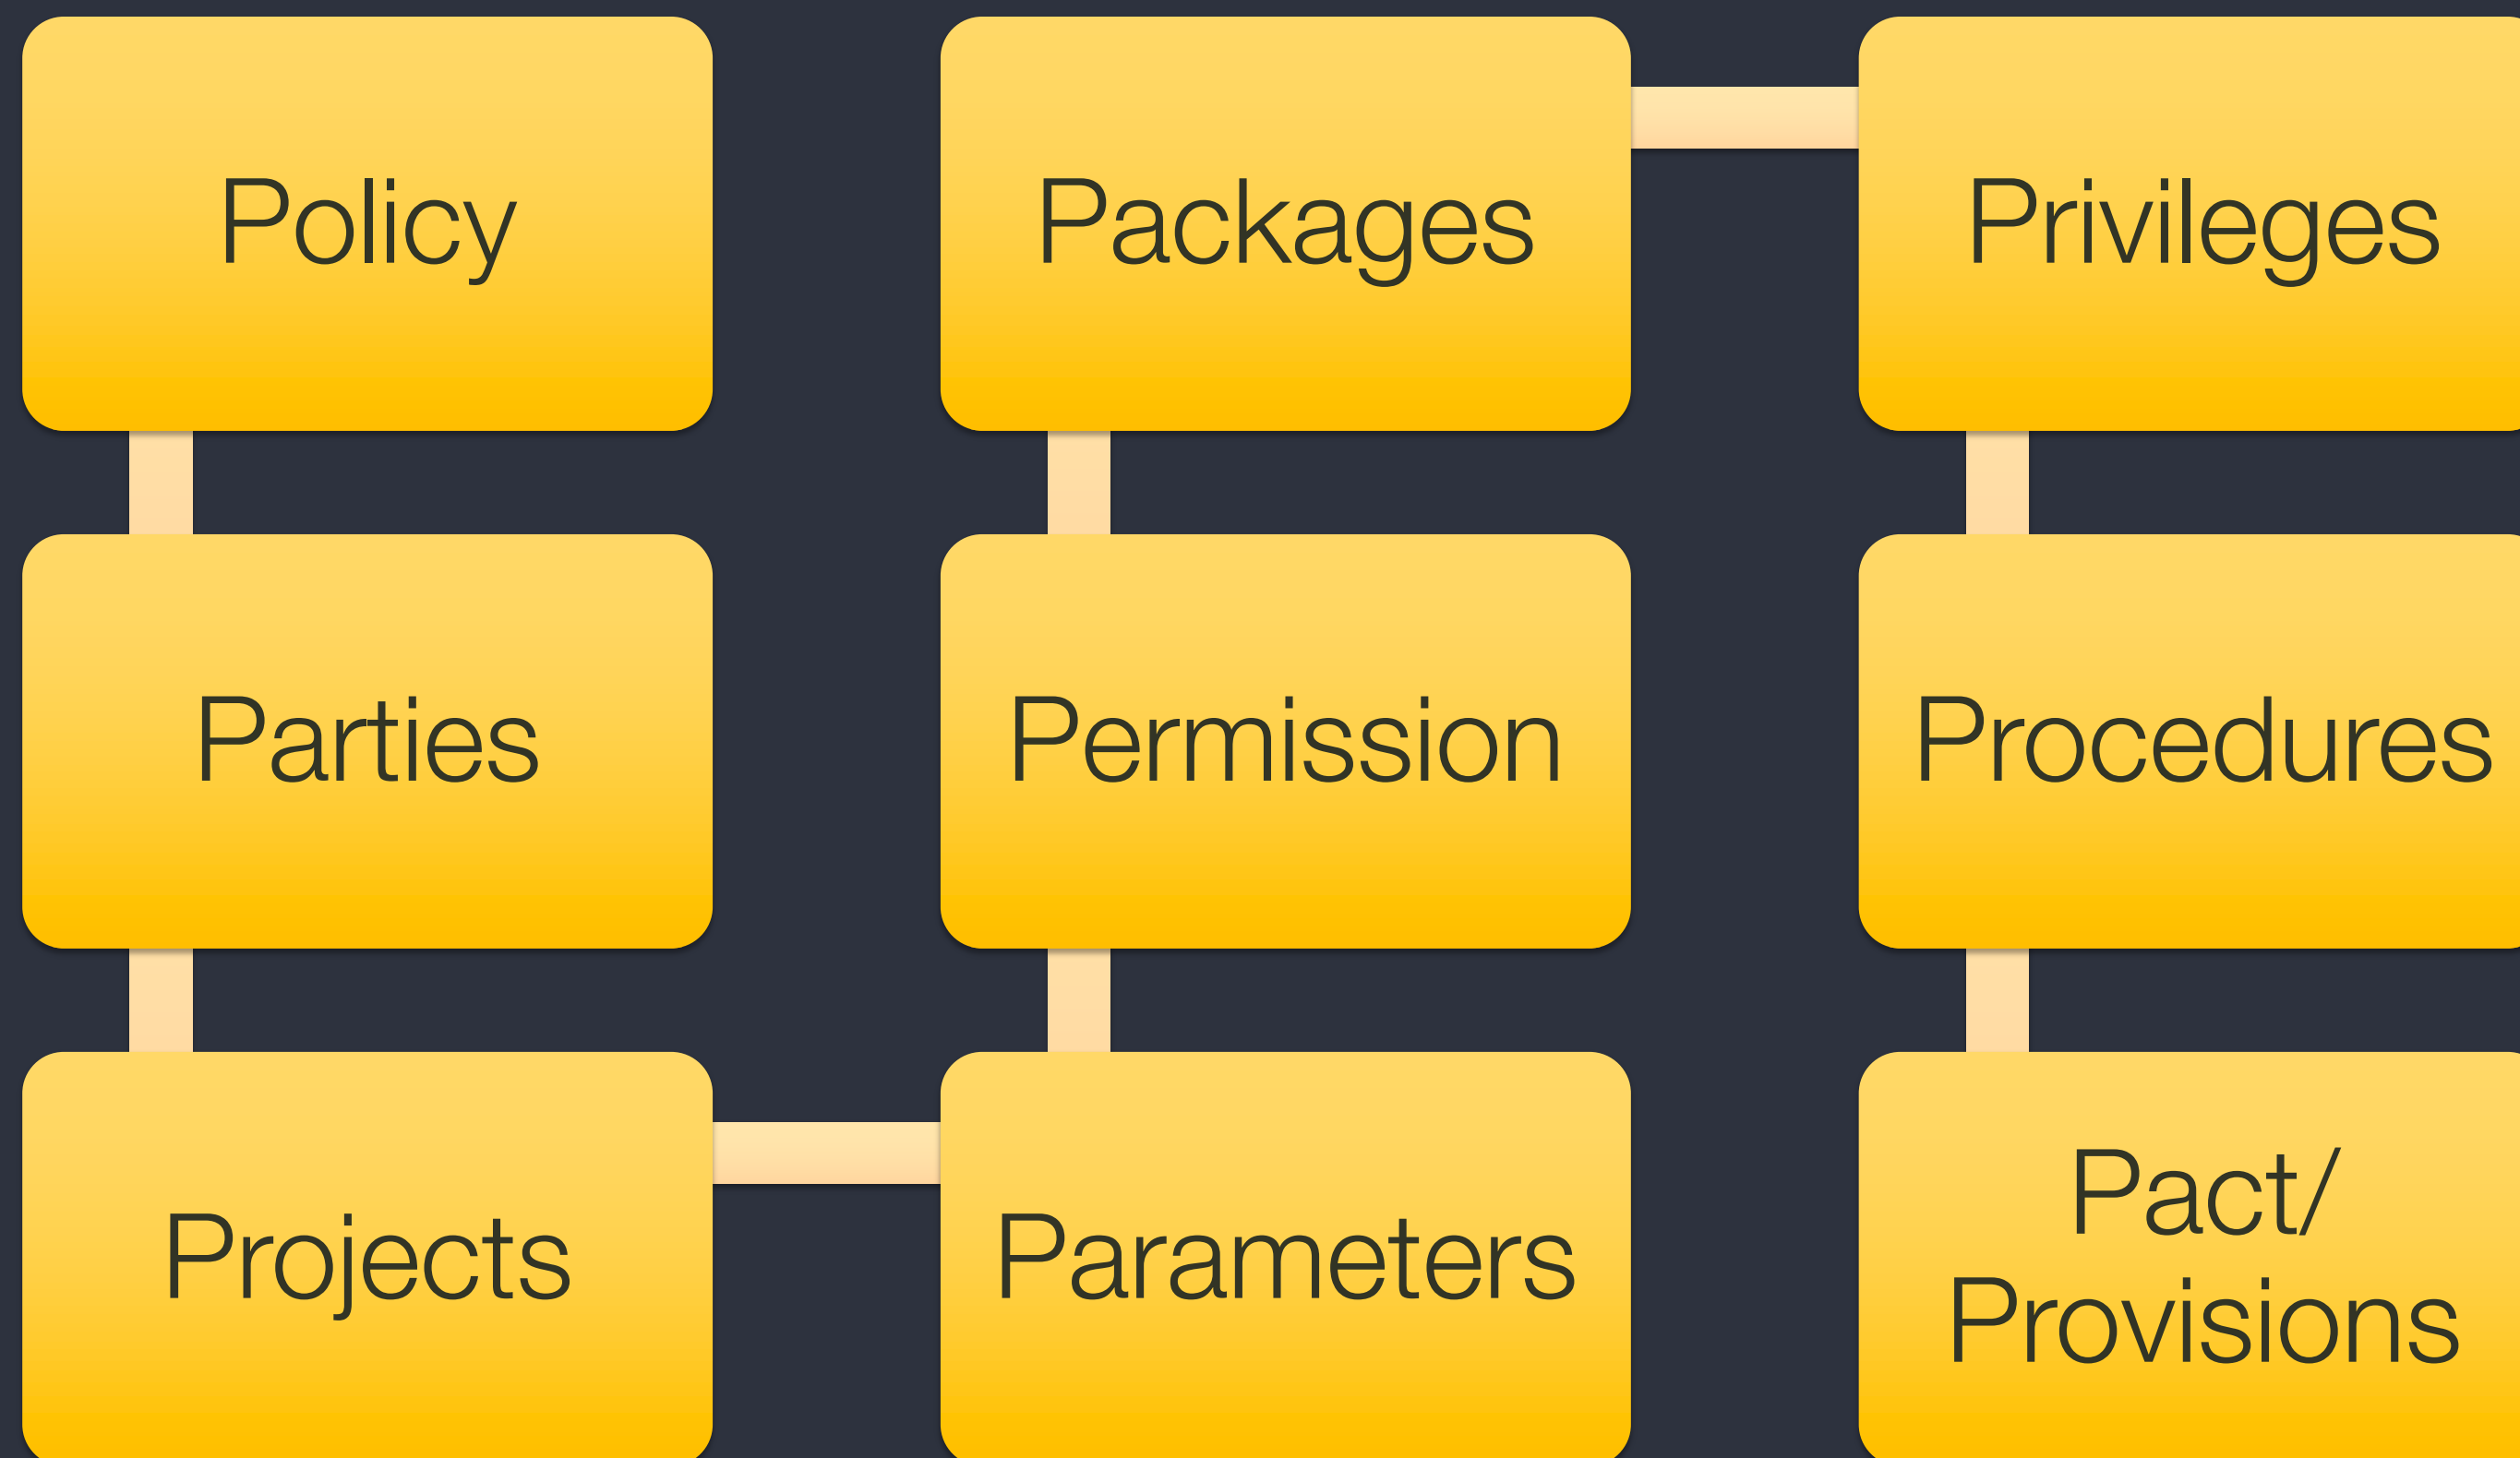 Policy
Packages
Privileges
Parties
Permission
Procedures
Projects
Parameters
Pact/
Provisions